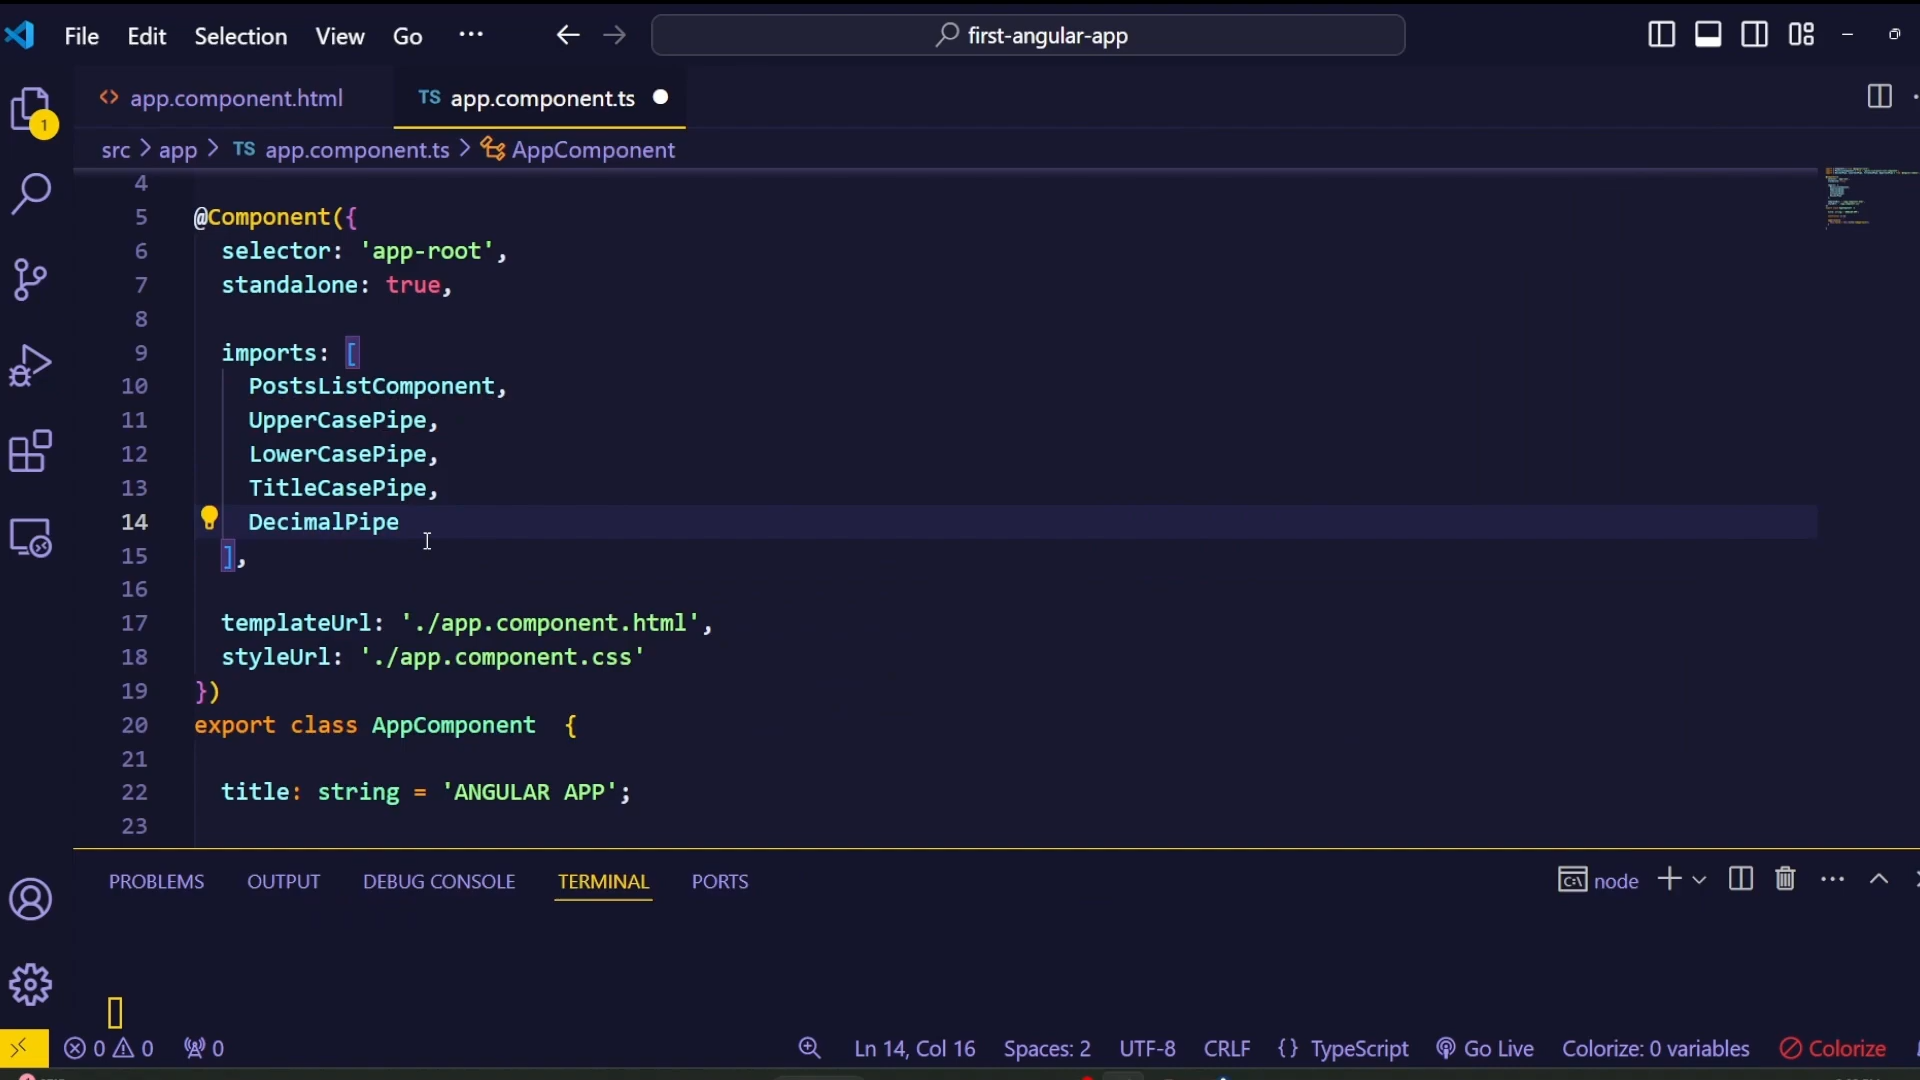 File Edit Selection View Go ... first-angular-app
app.component.html TS app.component.ts
1
src > app > TS app.component.ts > AppComponent
4
5 @Component({
6 selector: 'app-root',
7 standalone: true,
8
9 imports: [
10 PostsListComponent,
11 UpperCasePipe,
12 LowerCasePipe,
13 TitleCasePipe,
14 DecimalPipe
15 ],
16
17 templateUrl: './app.component.html',
18 styleUrl: './app.component.css'
19 })
20 export class AppComponent {
21
22 title: string = 'ANGULAR APP';
23
PROBLEMS OUTPUT DEBUG CONSOLE TERMINAL PORTS node
0 0 0 Ln 14, Col 16 Spaces: 2 UTF-8 CRLF {} TypeScript Go Live Colorize: 0 variables Colorize